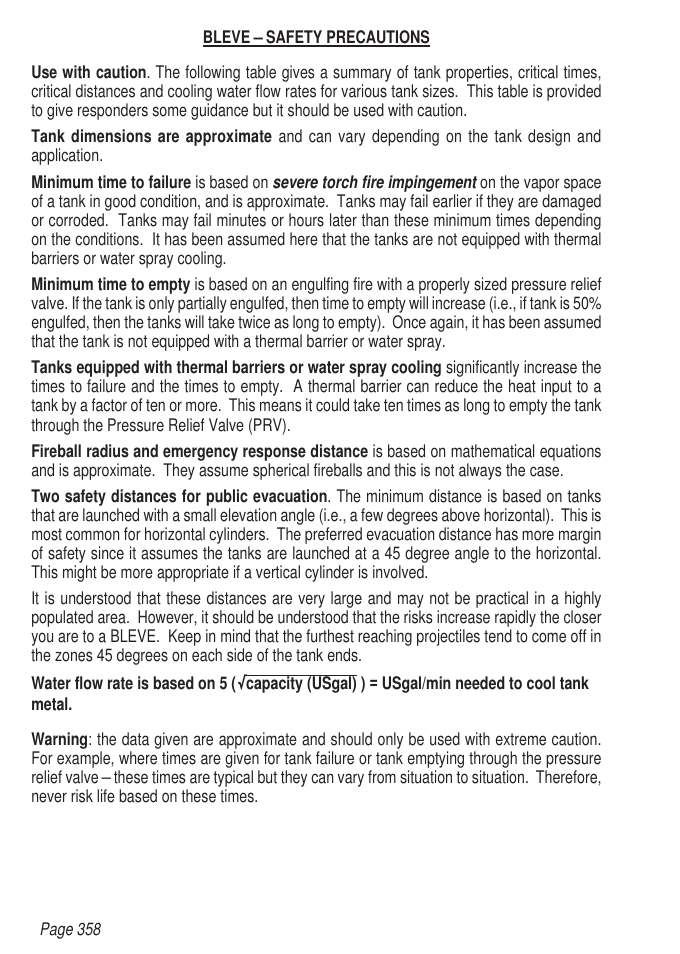 BLEVE – SAFETY PRECAUTIONS
Use with caution. The following table gives a summary of tank properties, critical times,
critical distances and cooling water flow rates for various tank sizes. This table is provided
to give responders some guidance but it should be used with caution.
Tank dimensions are approximate and can vary depending on the tank design and
application.
Minimum time to failure is based on severe torch fire impingement on the vapor space
of a tank in good condition, and is approximate. Tanks may fail earlier if they are damaged
or corroded. Tanks may fail minutes or hours later than these minimum times depending
on the conditions. It has been assumed here that the tanks are not equipped with thermal
barriers or water spray cooling.
Minimum time to empty is based on an engulfing fire with a properly sized pressure relief
valve. If the tank is only partially engulfed, then time to empty will increase (i.e., if tank is 50%
engulfed, then the tanks will take twice as long to empty). Once again, it has been assumed
that the tank is not equipped with a thermal barrier or water spray.
Tanks equipped with thermal barriers or water spray cooling significantly increase the
times to failure and the times to empty. A thermal barrier can reduce the heat input to a
tank by a factor of ten or more. This means it could take ten times as long to empty the tank
through the Pressure Relief Valve (PRV).
Fireball radius and emergency response distance is based on mathematical equations
and is approximate. They assume spherical fireballs and this is not always the case.
Two safety distances for public evacuation. The minimum distance is based on tanks
that are launched with a small elevation angle (i.e., a few degrees above horizontal). This is
most common for horizontal cylinders. The preferred evacuation distance has more margin
of safety since it assumes the tanks are launched at a 45 degree angle to the horizontal.
This might be more appropriate if a vertical cylinder is involved.
It is understood that these distances are very large and may not be practical in a highly
populated area. However, it should be understood that the risks increase rapidly the closer
you are to a BLEVE. Keep in mind that the furthest reaching projectiles tend to come off in
the zones 45 degrees on each side of the tank ends.
Water flow rate is based on 5 (√capacity (USgal) ) = USgal/min needed to cool tank
metal.
Warning: the data given are approximate and should only be used with extreme caution.
For example, where times are given for tank failure or tank emptying through the pressure
relief valve – these times are typical but they can vary from situation to situation. Therefore,
never risk life based on these times.
Page 358